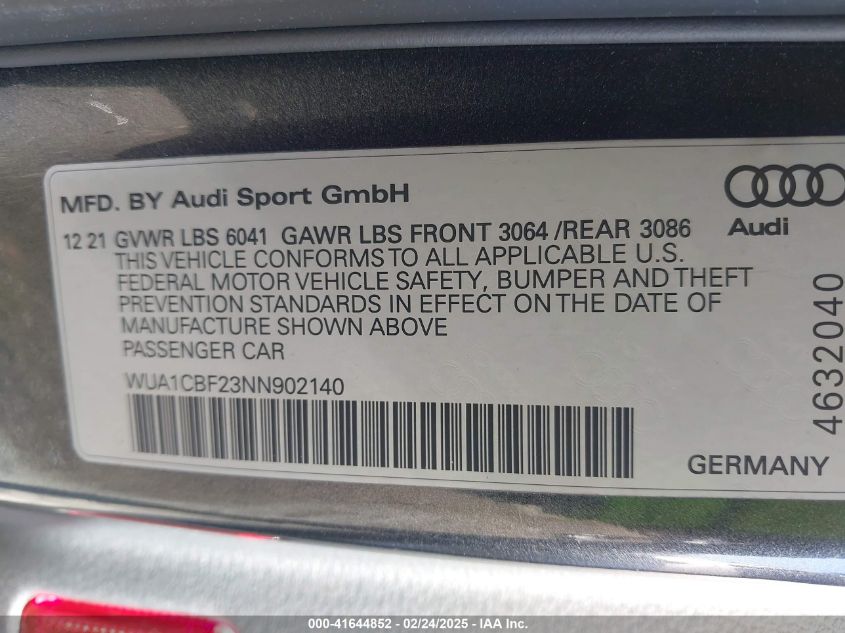 MFD. BY Audi Sport GmbH
Audi
12 21 GVWR LBS 6041 GAWR LBS FRONT 3064 /REAR 3086
THIS VEHICLE CONFORMS TO ALL APPLICABLE U.S.
FEDERAL MOTOR VEHICLE SAFETY, BUMPER AND THEFT
PREVENTION STANDARDS IN EFFECT ON THE DATE OF
MANUFACTURE SHOWN ABOVE
PASSENGER CAR
WUA1CBF23NN902140
4632040
GERMANY
000-41644852 - 02/24/2025 - IAA Inc.